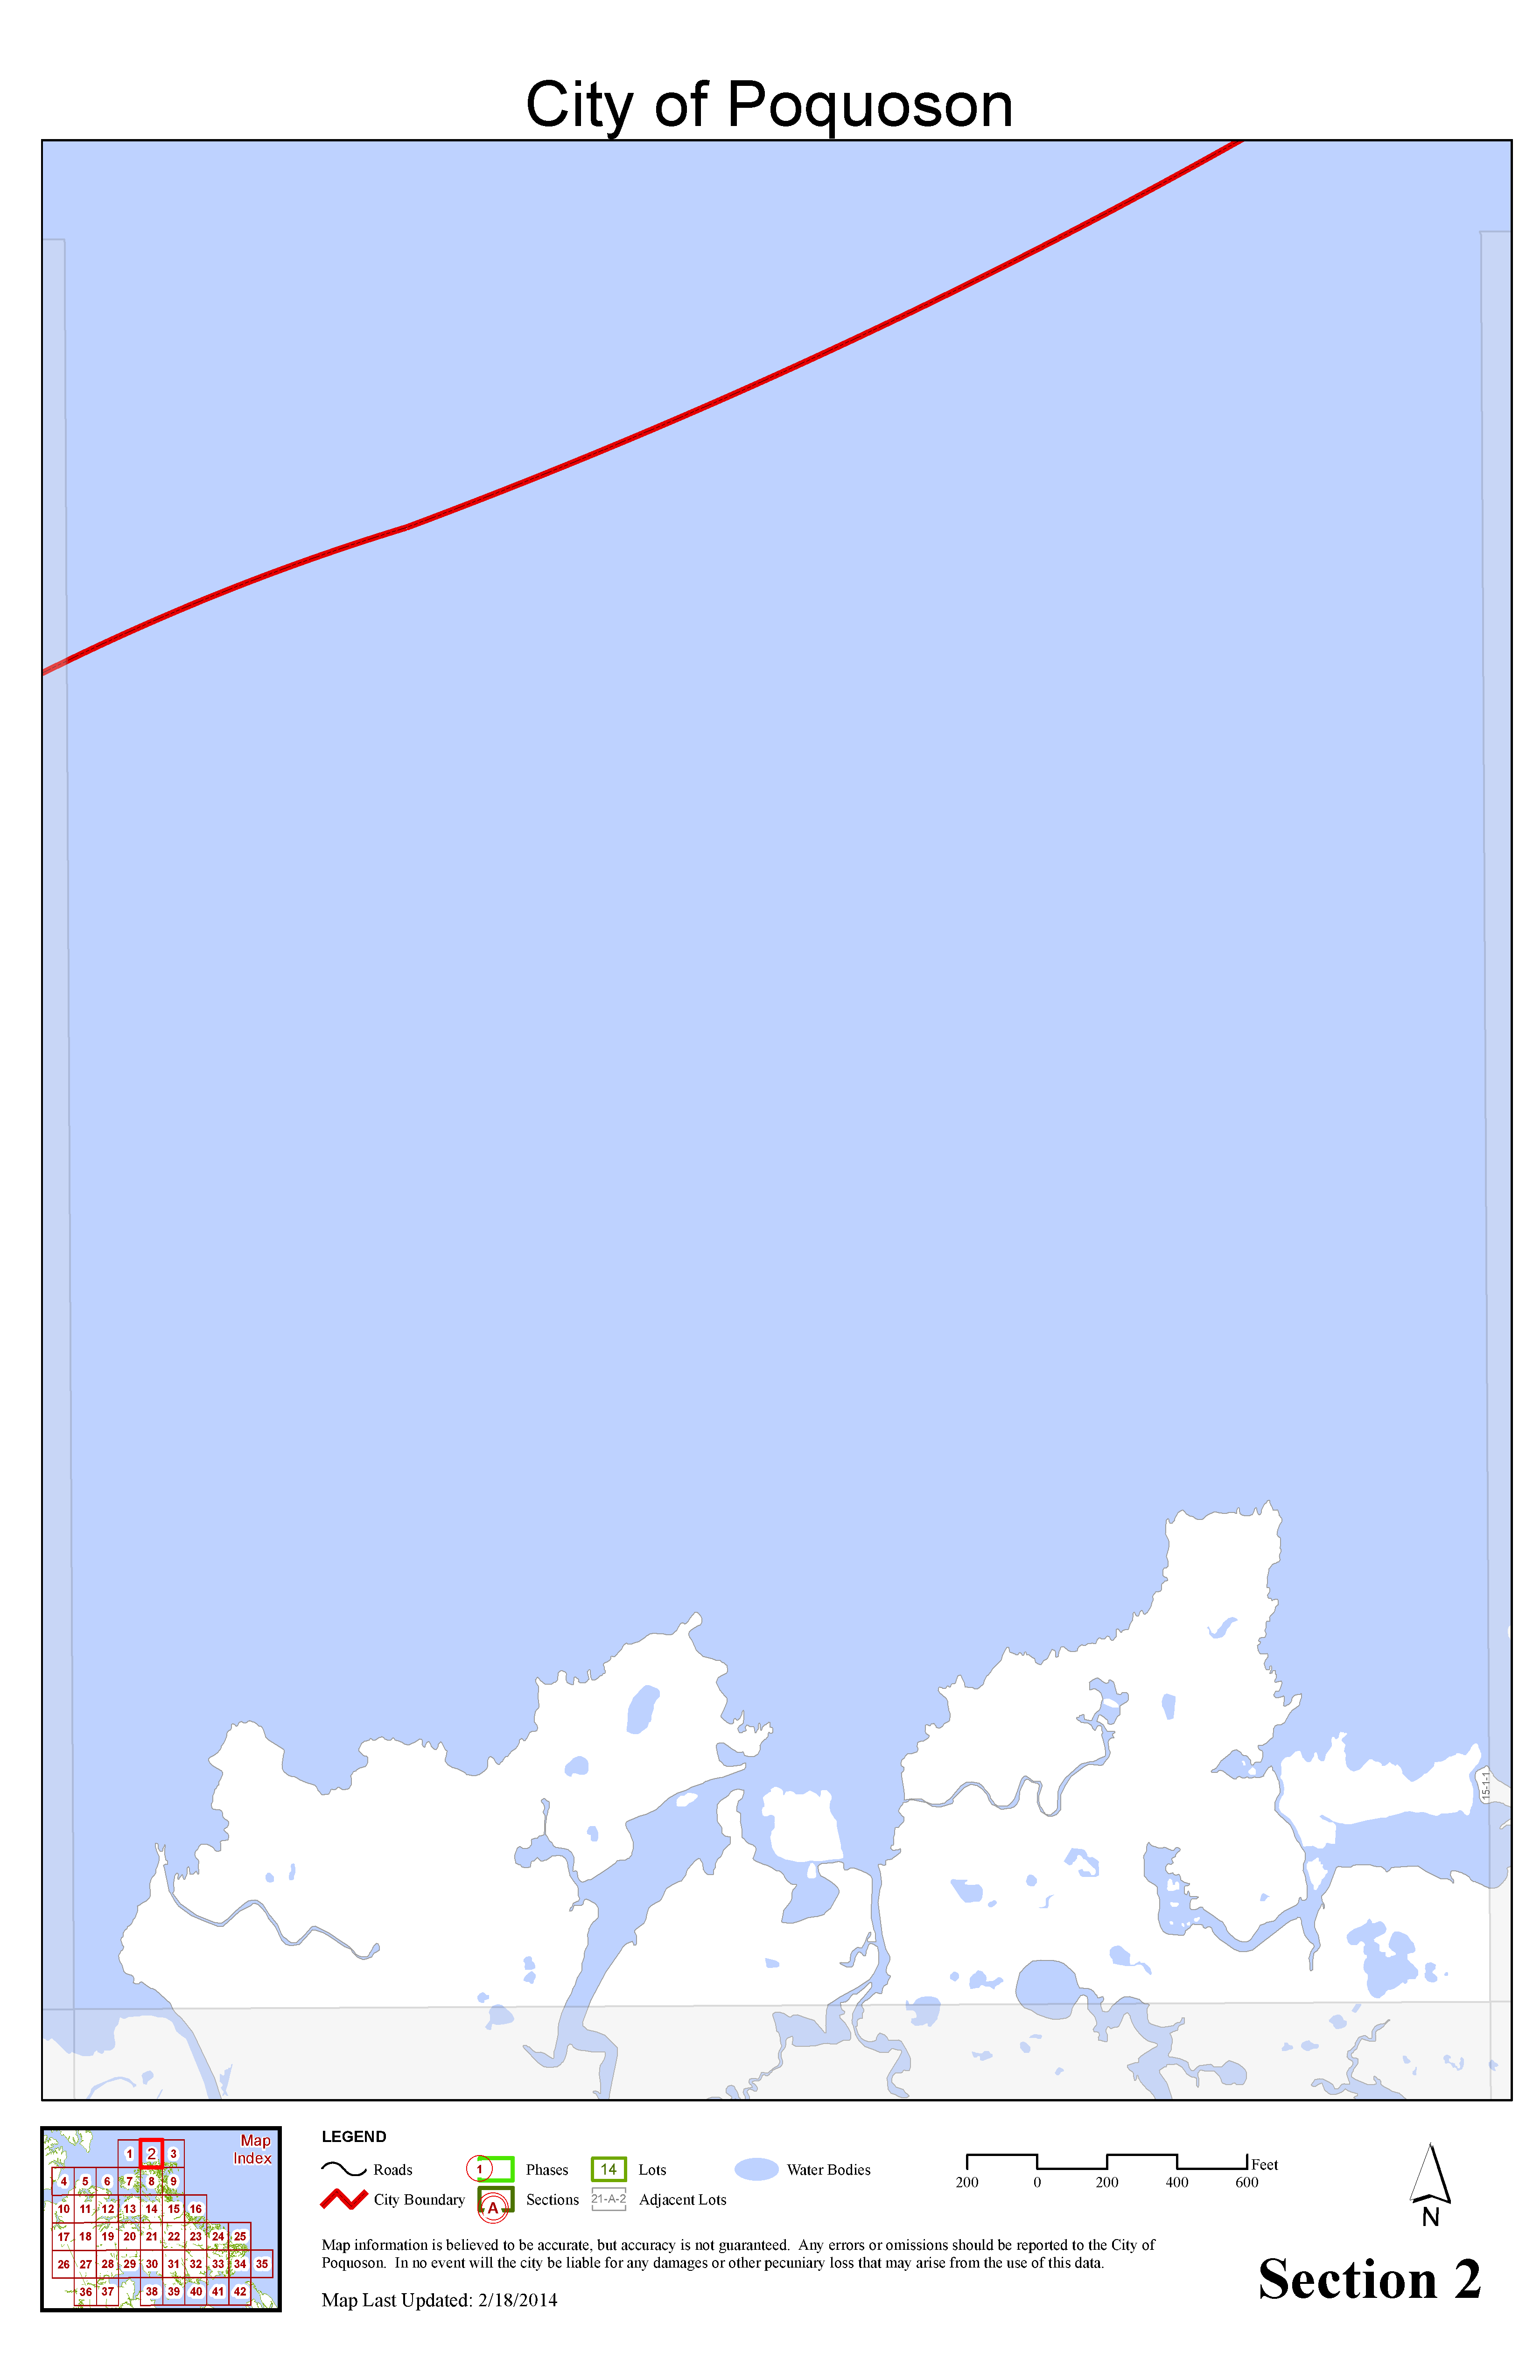 City of Poquoson
15-1-1
Map
Index
1 2 3
4 5 6 7 8 9
10 11 12 13 14 15 16
17 18 19 20 21 22 23 24 25
26 27 28 29 30 31 32 33 34 35
36 37 38 39 40 41 42
LEGEND
Roads
1 Phases
14 Lots
Water Bodies
City Boundary
A Sections
21-A-2 Adjacent Lots
200 0 200 400 600 Feet
N
Map information is believed to be accurate, but accuracy is not guaranteed. Any errors or omissions should be reported to the City of
Poquoson. In no event will the city be liable for any damages or other pecuniary loss that may arise from the use of this data.
Map Last Updated: 2/18/2014
Section 2